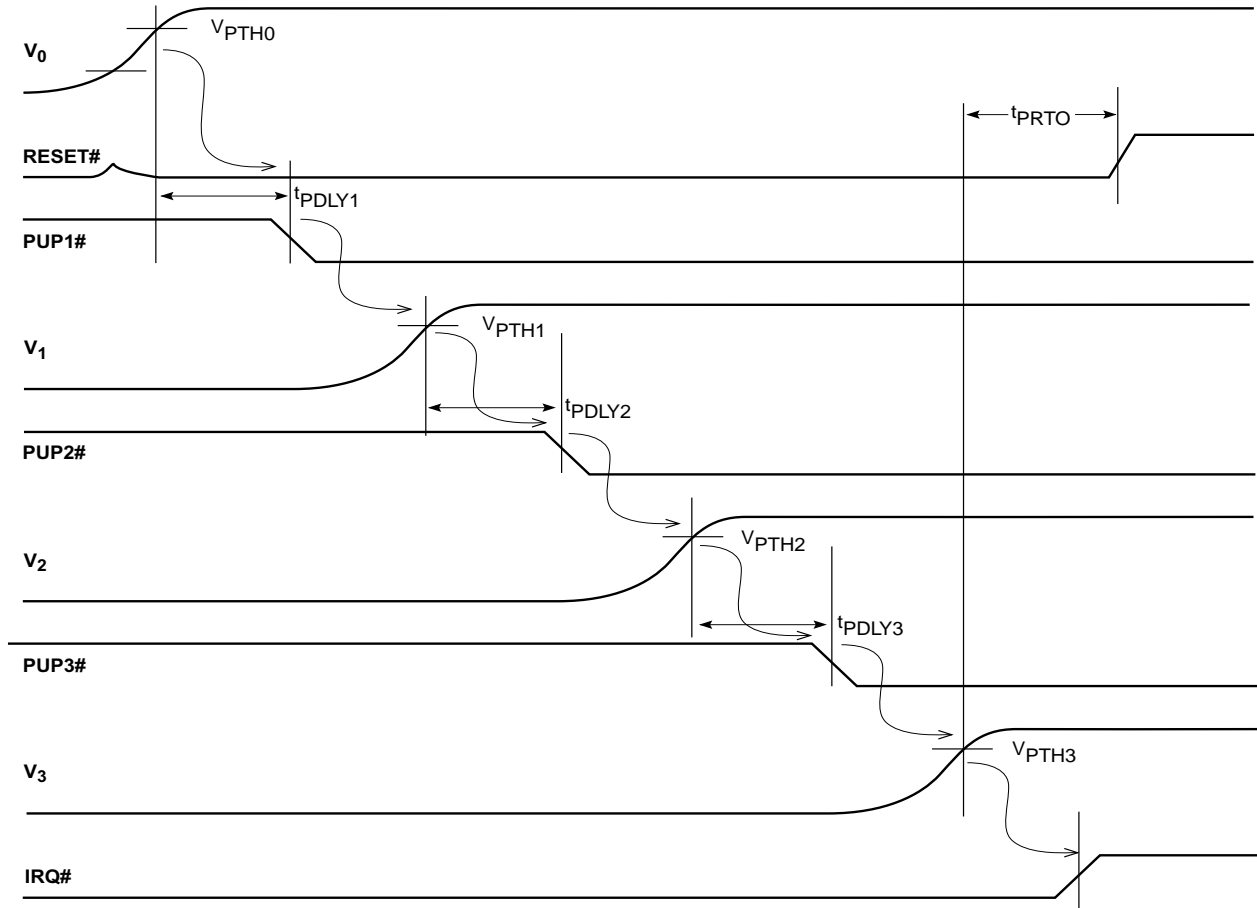 V0
VPTH0
tPRTO
RESET#
tPDLY1
PUP1#
VPTH1
V1
tPDLY2
PUP2#
VPTH2
V2
tPDLY3
PUP3#
VPTH3
V3
IRQ#